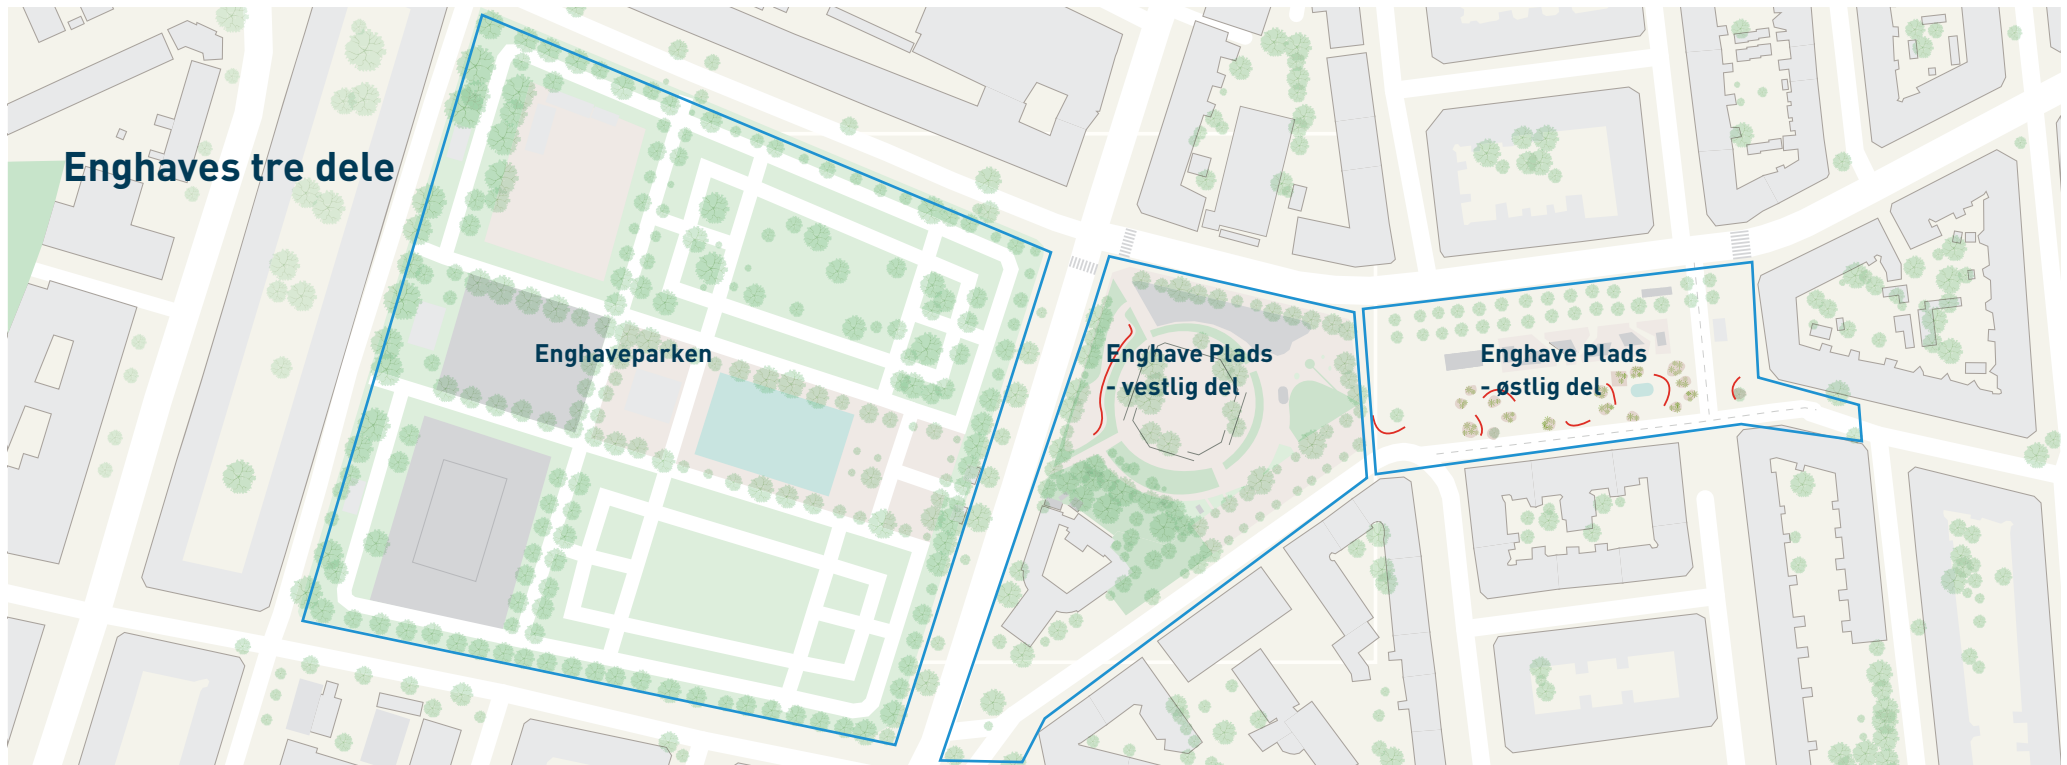 Enghaves tre dele
Enghaveparken
Enghave Plads
- vestlig del
Enghave Plads
- østlig del